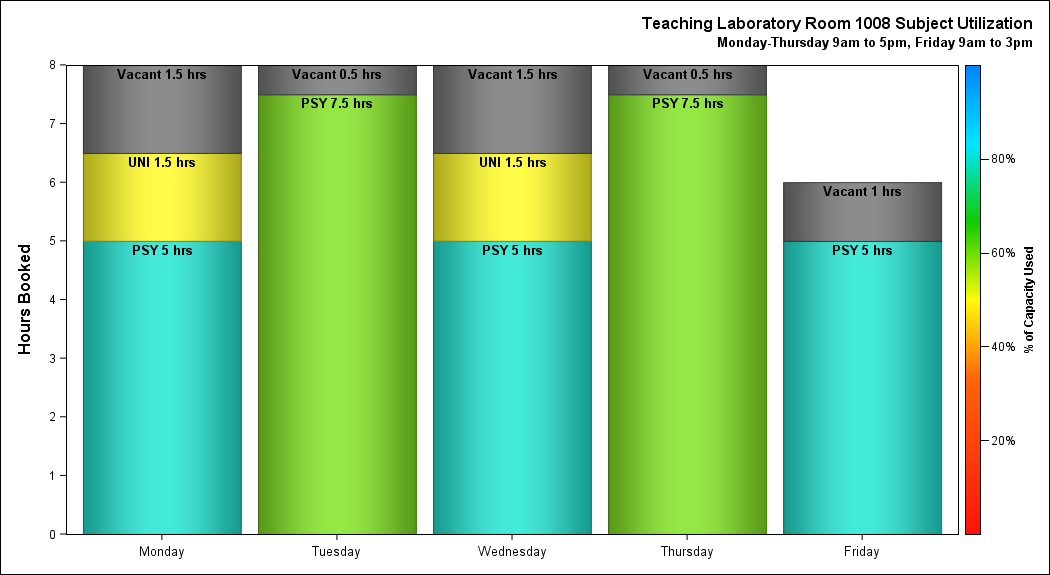 Teaching Laboratory Room 1008 Subject Utilization
Monday-Thursday 9am to 5pm, Friday 9am to 3pm
Hours Booked
8
7
6
5
4
3
2
1
0
Vacant 1.5 hrs
UNI 1.5 hrs
PSY 5 hrs
Vacant 0.5 hrs
PSY 7.5 hrs
Vacant 1.5 hrs
UNI 1.5 hrs
PSY 5 hrs
Vacant 0.5 hrs
PSY 7.5 hrs
Vacant 1 hrs
PSY 5 hrs
Monday
Tuesday
Wednesday
Thursday
Friday
80%
60%
40%
20%
% of Capacity Used